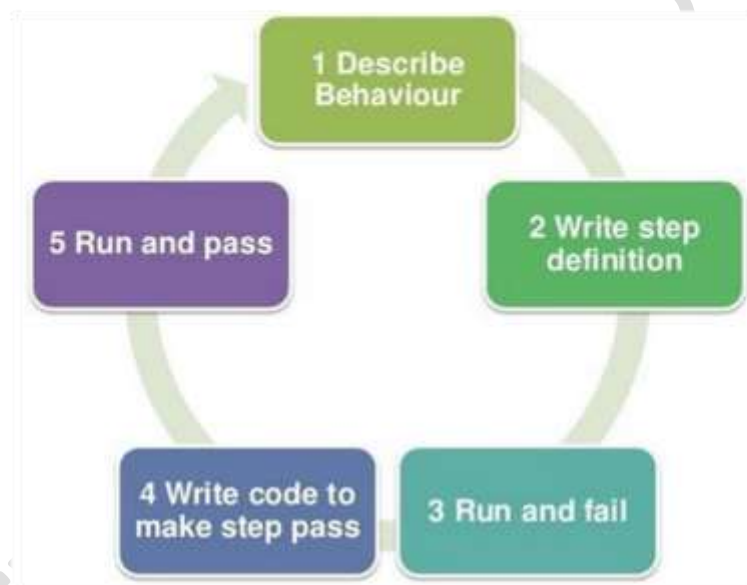 1 Describe
Behaviour
2 Write step
definition
3 Run and fail
4 Write code to
make step pass
5 Run and pass